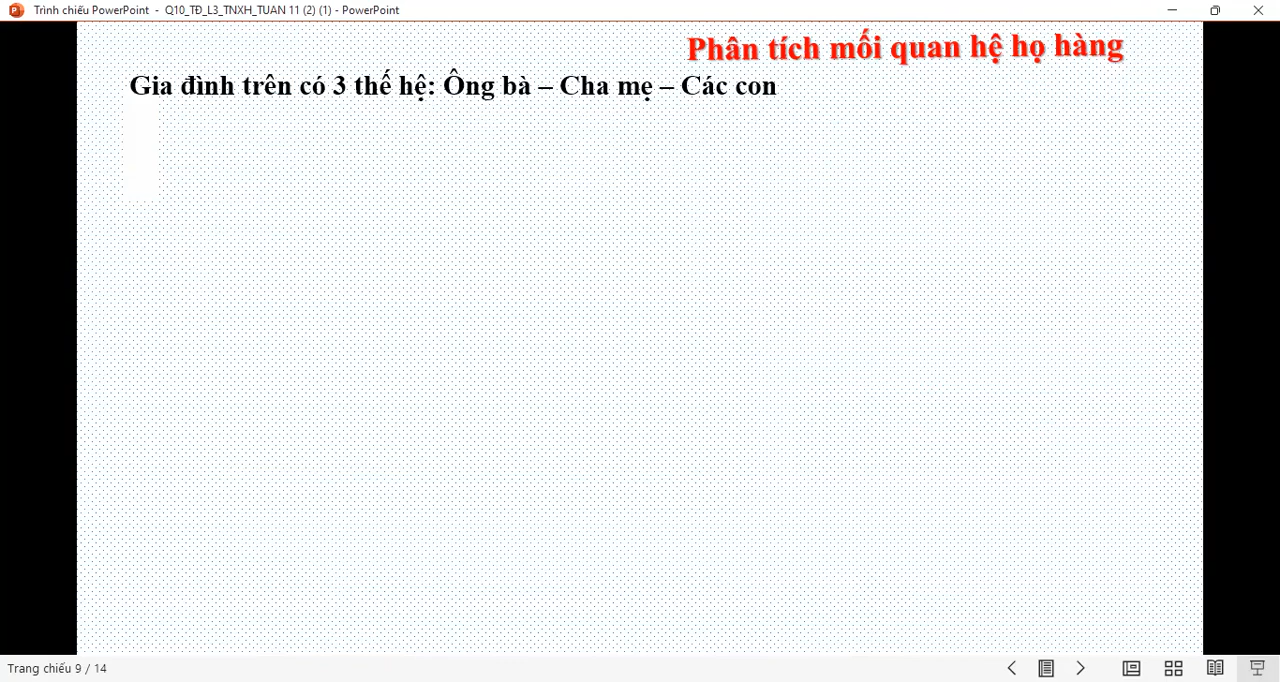 Trình chiếu PowerPoint - Q10_TĐ_L3_TNXH_TUAN 11 (2) (1) - PowerPoint
Phân tích mối quan hệ họ hàng
Gia đình trên có 3 thế hệ: Ông bà – Cha mẹ – Các con
Trang chiếu 9 / 14